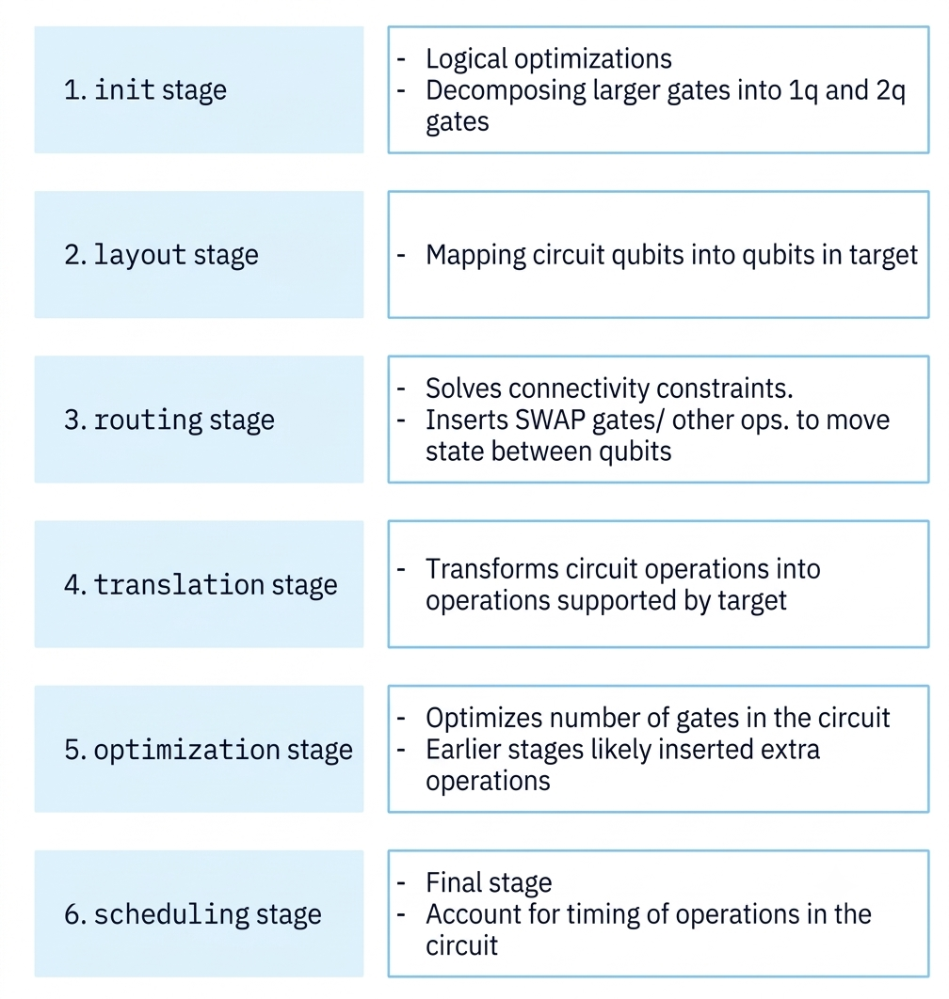 1. init stage
- Logical optimizations
- Decomposing larger gates into 1q and 2q
gates
2. layout stage
- Mapping circuit qubits into qubits in target
3. routing stage
- Solves connectivity constraints.
- Inserts SWAP gates/ other ops. to move
state between qubits
4. translation stage
- Transforms circuit operations into
operations supported by target
5. optimization stage
- Optimizes number of gates in the circuit
- Earlier stages likely inserted extra
operations
6. scheduling stage
- Final stage
- Account for timing of operations in the
circuit